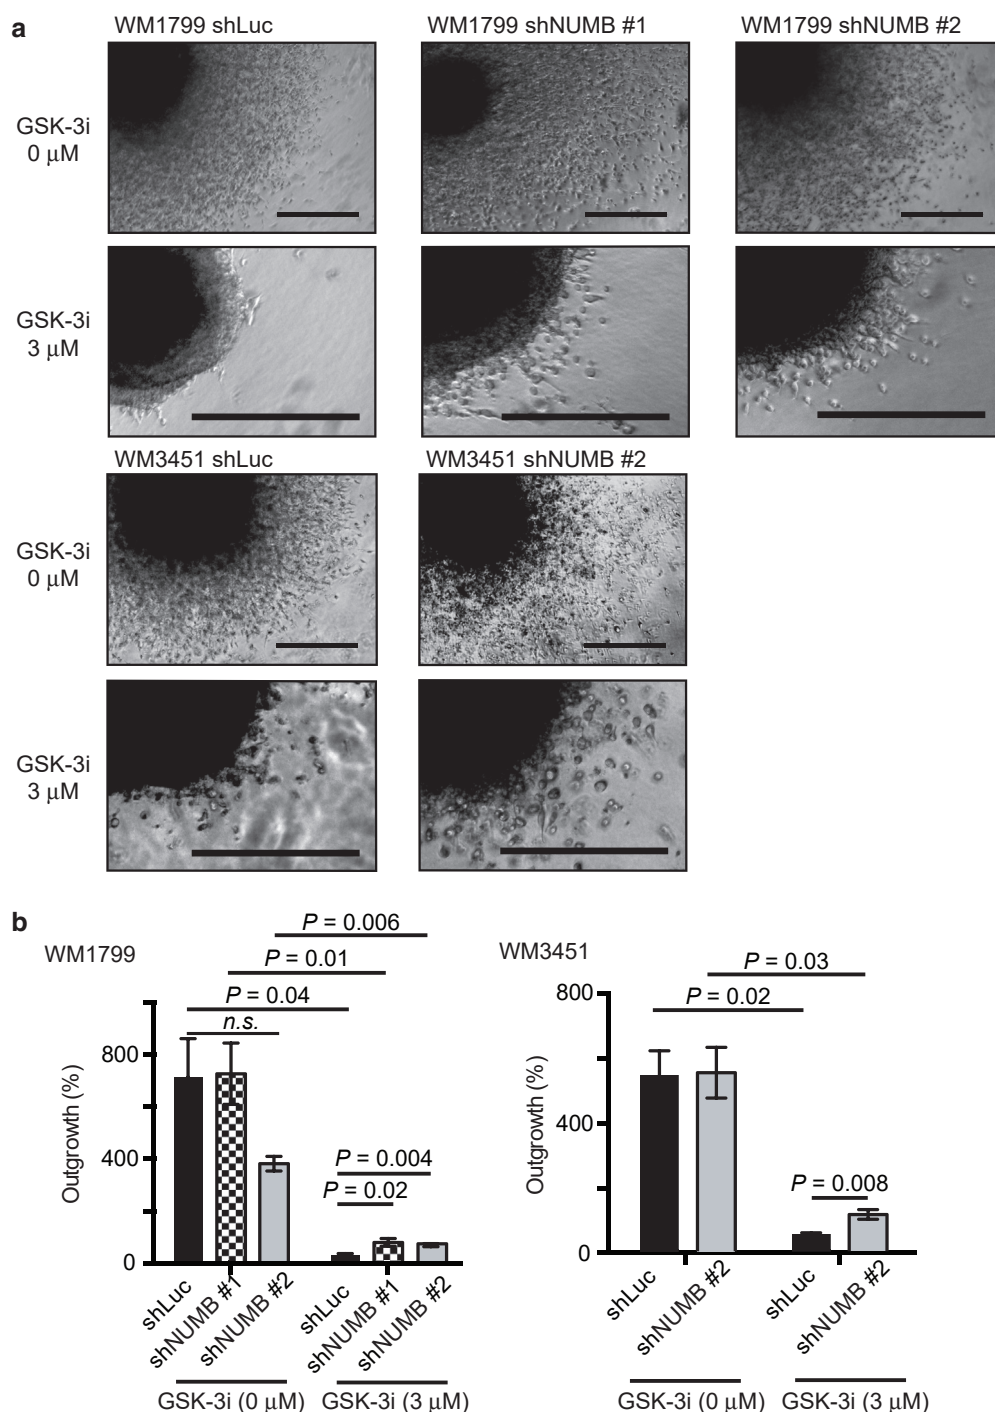 a
WM1799 shLuc
WM1799 shNUMB #1
WM1799 shNUMB #2
GSK-3i
0 μM
GSK-3i
3 μM
WM3451 shLuc
WM3451 shNUMB #2
GSK-3i
0 μM
GSK-3i
3 μM
b
WM1799
P = 0.006
P = 0.01
P = 0.04
n.s.
800
400
0
Outgrowth (%)
P = 0.004
P = 0.02
shLuc
shNUMB #1
shNUMB #2
shLuc
shNUMB #1
shNUMB #2
GSK-3i (0 μM)
GSK-3i (3 μM)
WM3451
P = 0.03
P = 0.02
800
400
0
Outgrowth (%)
P = 0.008
shLuc
shNUMB #2
shLuc
shNUMB #2
GSK-3i (0 μM)
GSK-3i (3 μM)